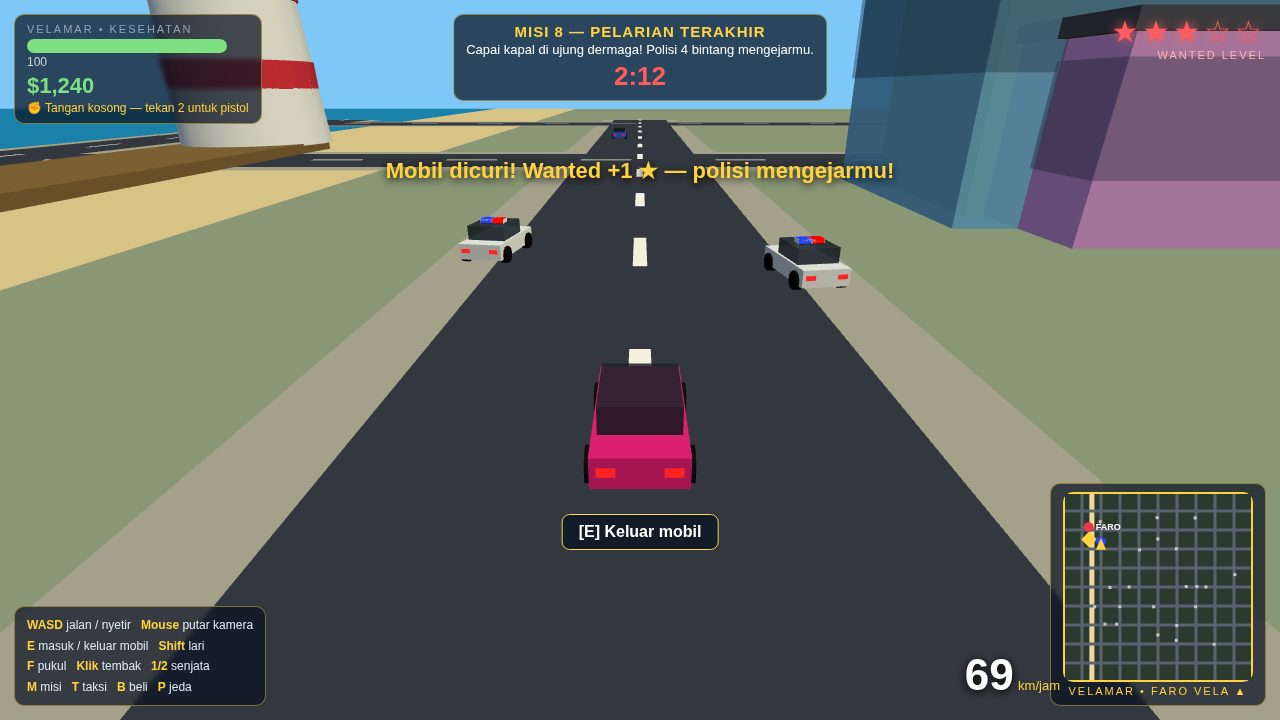 VELAMAR • KESEHATAN
100
$1,240
✊ Tangan kosong — tekan 2 untuk pistol
MISI 8 — PELARIAN TERAKHIR
Capai kapal di ujung dermaga! Polisi 4 bintang mengejarmu.
2:12
★ ★ ★ ☆ ☆
WANTED LEVEL
Mobil dicuri! Wanted +1 ★ — polisi mengejarmu!
[E] Keluar mobil
WASD jalan / nyetir Mouse putar kamera
E masuk / keluar mobil Shift lari
F pukul Klik tembak 1/2 senjata
M misi T taksi B beli P jeda
69 km/jam
FARO
VELAMAR • FARO VELA ▲